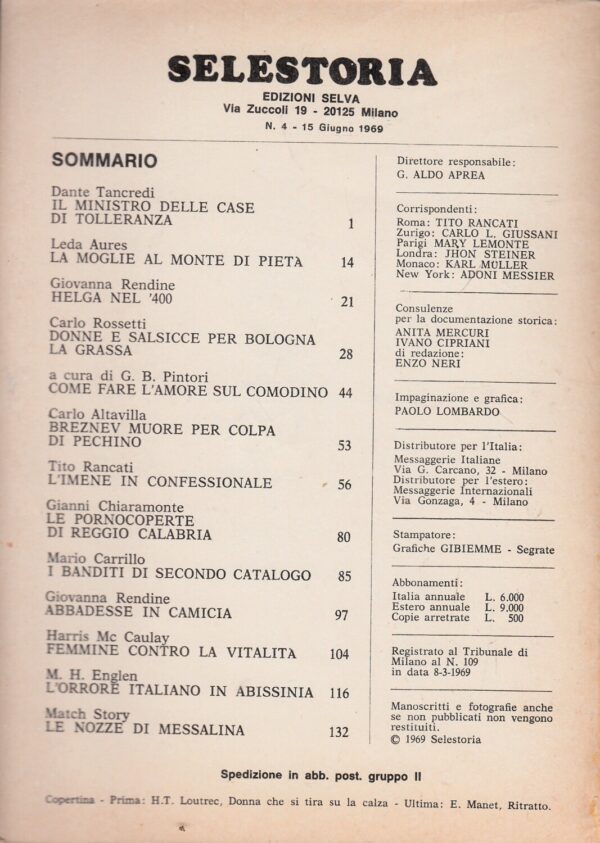 SELESTORIA
EDIZIONI SELVA
Via Zuccoli 19 - 20125 Milano
N. 4 - 15 Giugno 1969
SOMMARIO
Dante Tancredi
IL MINISTRO DELLE CASE
DI TOLLERANZA 1
Leda Aures
LA MOGLIE AL MONTE DI PIETA 14
Giovanna Rendine
HELGA NEL '400 21
Carlo Rossetti
DONNE E SALSICCE PER BOLOGNA
LA GRASSA 28
a cura di G. B. Pintori
COME FARE L'AMORE SUL COMODINO 44
Carlo Altavilla
BREZNEV MUORE PER COLPA
DI PECHINO 53
Tito Rancati
L'IMENE IN CONFESSIONALE 56
Gianni Chiaramonte
LE PORNOCOPERTE
DI REGGIO CALABRIA 80
Mario Carrillo
I BANDITI DI SECONDO CATALOGO 85
Giovanna Rendine
ABBADESSE IN CAMICIA 97
Harris Mc Caulay
FEMMINE CONTRO LA VITALITA 104
M. H. Englen
L'ORRORE ITALIANO IN ABISSINIA 116
Match Story
LE NOZZE DI MESSALINA 132
Direttore responsabile:
G. ALDO APREA
Corrispondenti:
Roma: TITO RANCATI
Zurigo: CARLO L. GIUSSANI
Parigi MARY LEMONTE
Londra: JHON STEINER
Monaco: KARL MÜLLER
New York: ADONI MESSIER
Consulenze
per la documentazione storica:
ANITA MERCURI
IVANO CIPRIANI
di redazione:
ENZO NERI
Impaginazione e grafica:
PAOLO LOMBARDO
Distributore per l'Italia:
Messaggerie Italiane
Via G. Carcano, 32 - Milano
Distributore per l'estero:
Messaggerie Internazionali
Via Gonzaga, 4 - Milano
Stampatore:
Grafiche GIBIEMME - Segrate
Abbonamenti:
Italia annuale L. 6.000
Estero annuale L. 9.000
Copie arretrate L. 500
Registrato al Tribunale di
Milano al N. 109
in data 8-3-1969
Manoscritti e fotografie anche
se non pubblicati non vengono
restituiti.
© 1969 Selestoria
Spedizione in abb. post. gruppo II
Copertina - Prima: H.T. Loutrec, Donna che si tira su la calza - Ultima: E. Manet, Ritratto.